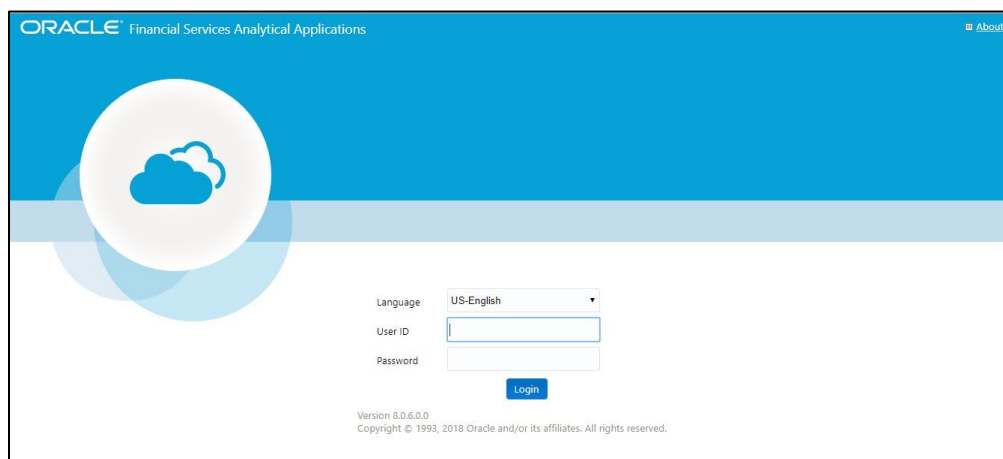 ORACLE® Financial Services Analytical Applications
About
Language US-English
User ID
Password
Login
Version 8.0.6.0.0
Copyright © 1993, 2018 Oracle and/or its affiliates. All rights reserved.